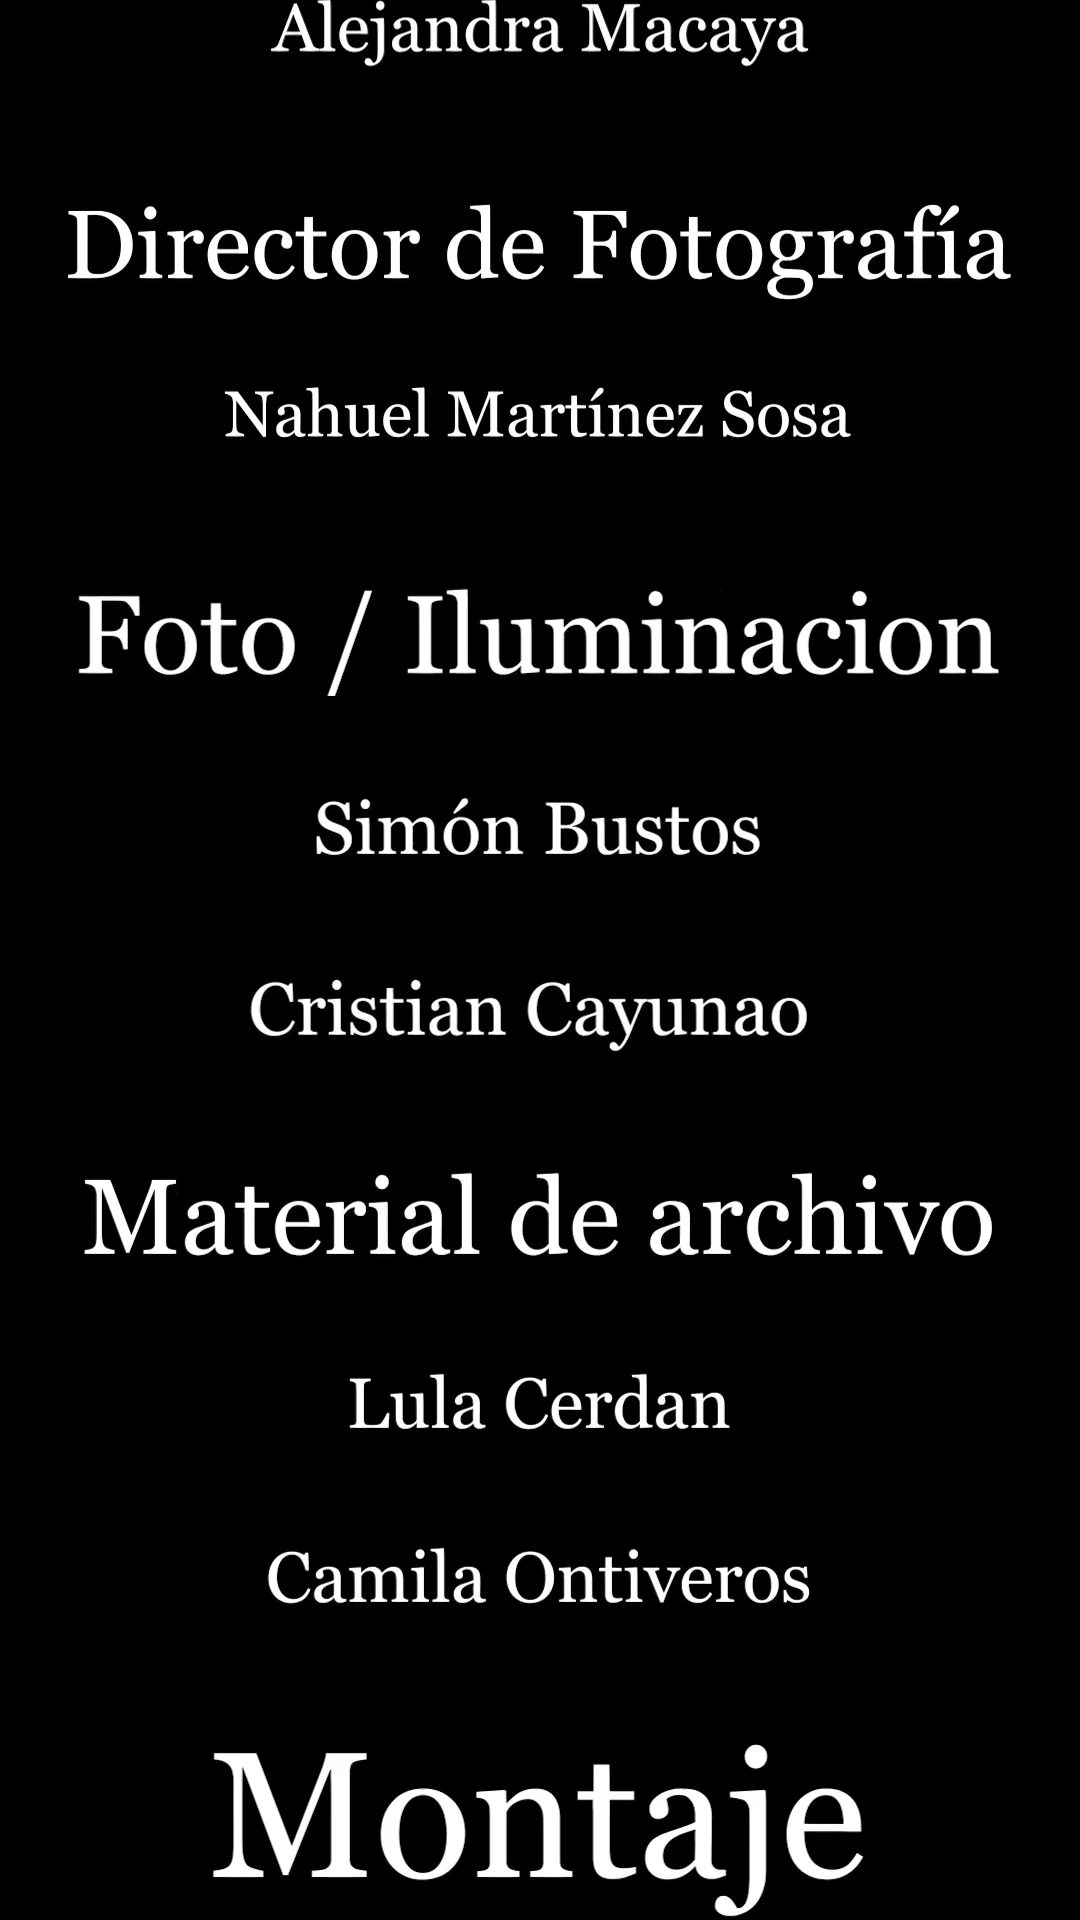 Alejandra Macaya
Director de Fotografía
Nahuel Martínez Sosa
Foto / Iluminacion
Simón Bustos
Cristian Cayunao
Material de archivo
Lula Cerdan
Camila Ontiveros
Montaje